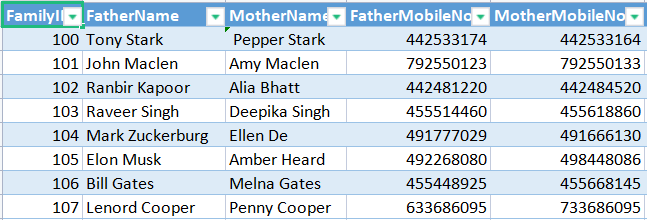 FamilyI FatherName MotherName FatherMobileNo MotherMobileNo
100 Tony Stark Pepper Stark 442533174 442533164
101 John Maclen Amy Maclen 792550123 792550133
102 Ranbir Kapoor Alia Bhatt 442481220 442484520
103 Raveer Singh Deepika Singh 455514460 455618860
104 Mark Zuckerburg Ellen De 491777029 491666130
105 Elon Musk Amber Heard 492268080 498448086
106 Bill Gates Melna Gates 455448925 455668145
107 Lenord Cooper Penny Cooper 633686095 733686095